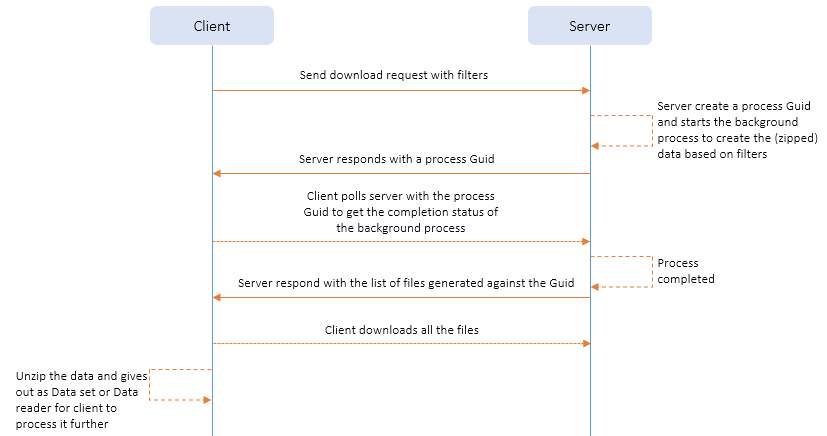 Client
Server
Send download request with filters
Server create a process Guid
and starts the background
process to create the (zipped)
data based on filters
Server responds with a process Guid
Client polls server with the process
Guid to get the completion status of
the background process
Process
completed
Server respond with the list of files generated against the Guid
Client downloads all the files
Unzip the data and gives
out as Data set or Data
reader for client to
process it further